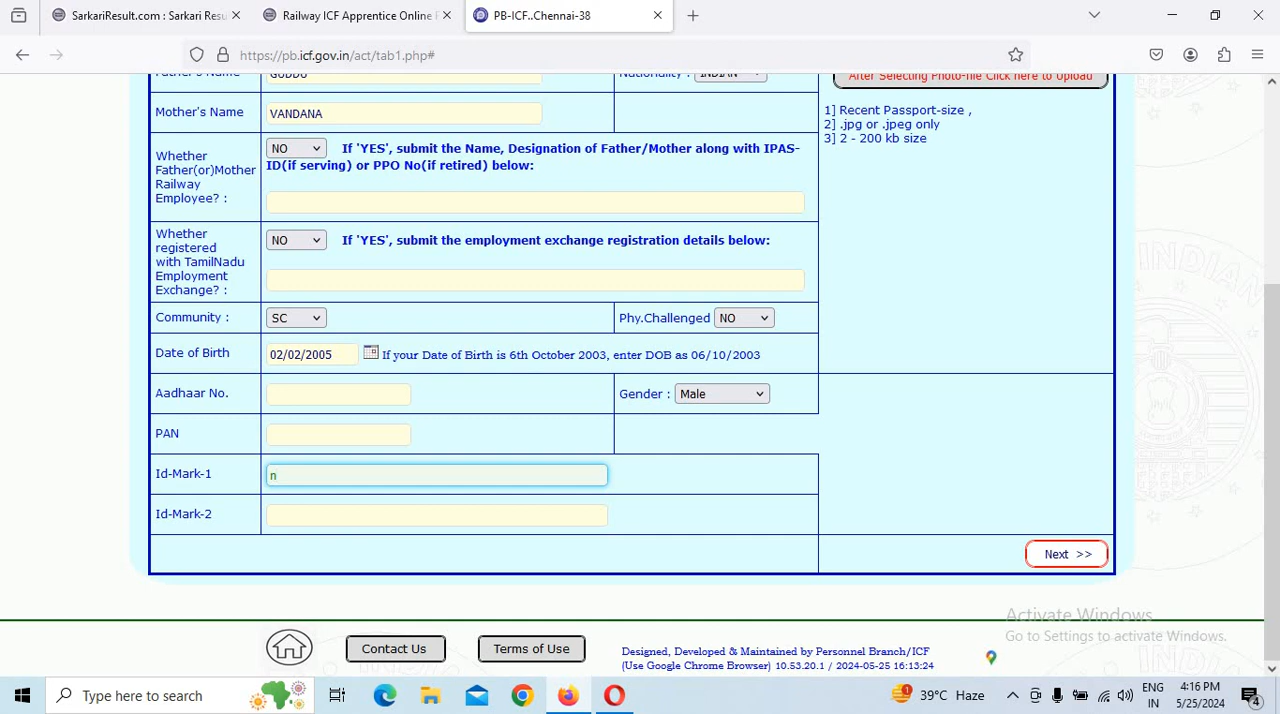 SarkariResult.com : Sarkari Resu
Railway ICF Apprentice Online F
PB-ICF..Chennai-38
https://pb.icf.gov.in/act/tab1.php#
Father's Name
GUDDU
Nationality :
INDIAN
After Selecting Photo-file Click here to Upload
Mother's Name
VANDANA
1] Recent Passport-size ,
2] .jpg or .jpeg only
3] 2 - 200 kb size
Whether
Father(or)Mother
Railway
Employee? :
NO
If 'YES', submit the Name, Designation of Father/Mother along with IPAS-
ID(if serving) or PPO No(if retired) below:
Whether
registered
with TamilNadu
Employment
Exchange? :
NO
If 'YES', submit the employment exchange registration details below:
Community :
SC
Phy.Challenged
NO
Date of Birth
02/02/2005
If your Date of Birth is 6th October 2003, enter DOB as 06/10/2003
Aadhaar No.
Gender :
Male
PAN
Id-Mark-1
n
Id-Mark-2
Next >>
Activate Windows
Go to Settings to activate Windows.
Contact Us
Terms of Use
Designed, Developed & Maintained by Personnel Branch/ICF
(Use Google Chrome Browser) 10.53.20.1 / 2024-05-25 16:13:24
Type here to search
1
39°C Haze
ENG
IN
4:16 PM
5/25/2024
4